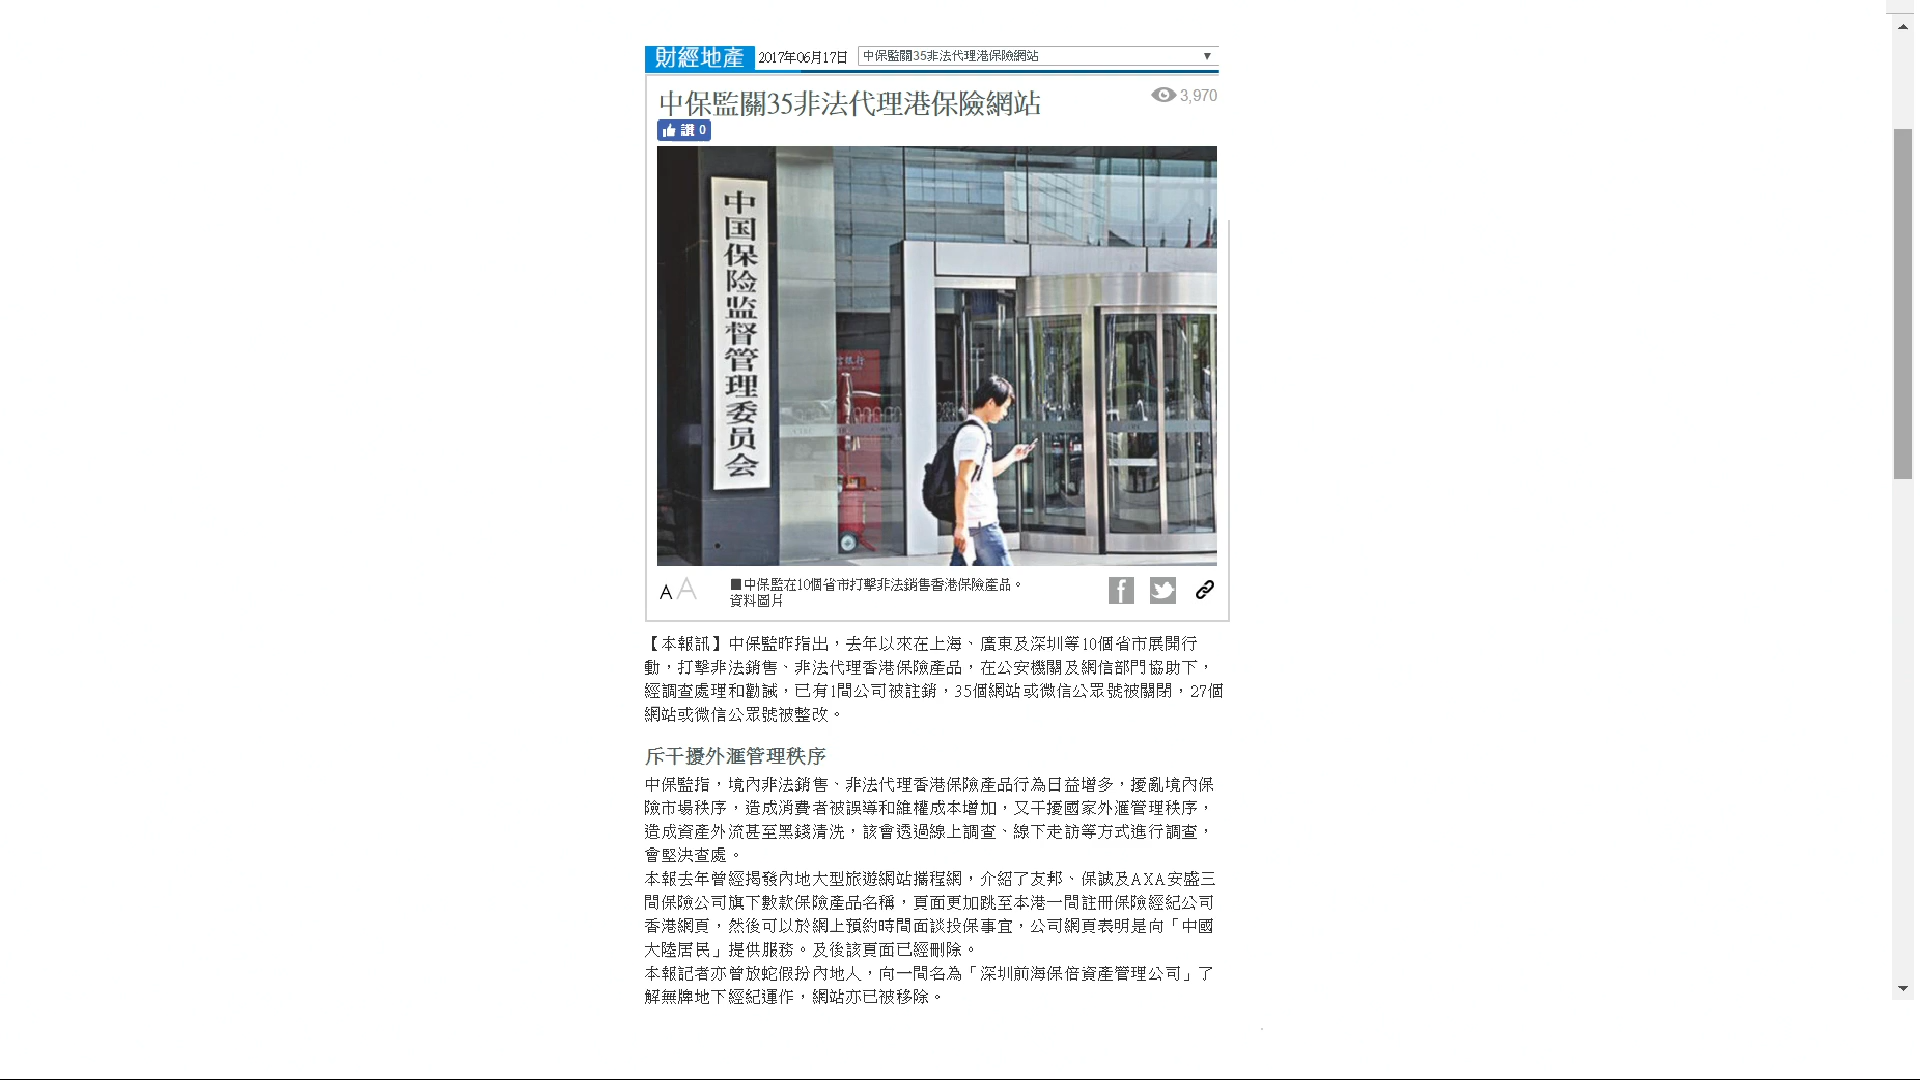 財經地產 2017年06月17日 中保監關35非法代理港保險網站
中保監關35非法代理港保險網站
3,970
讚 0
中国保险监督管理委员会
信银行
A A
■中保監在10個省市打擊非法銷售香港保險產品。
資料圖片
【本報訊】中保監昨指出，去年以來在上海、廣東及深圳等10個省市展開行
動，打擊非法銷售、非法代理香港保險產品，在公安機關及網信部門協助下，
經調查處理和勸誡，已有1間公司被註銷，35個網站或微信公眾號被關閉，27個
網站或微信公眾號被整改。
斥干擾外滙管理秩序
中保監指，境內非法銷售、非法代理香港保險產品行為日益增多，擾亂境內保
險市場秩序，造成消費者被誤導和維權成本增加，又干擾國家外滙管理秩序，
造成資產外流甚至黑錢清洗，該會透過線上調查、線下走訪等方式進行調查，
會堅決查處。
本報去年曾經揭發內地大型旅遊網站攜程網，介紹了友邦、保誠及AXA安盛三
間保險公司旗下數款保險產品名稱，頁面更加跳至本港一間註冊保險經紀公司
香港網頁，然後可以於網上預約時間面談投保事宜，公司網頁表明是向「中國
大陸居民」提供服務。及後該頁面已經刪除。
本報記者亦曾放蛇假扮內地人，向一間名為「深圳前海保倍資產管理公司」了
解無牌地下經紀運作，網站亦已被移除。